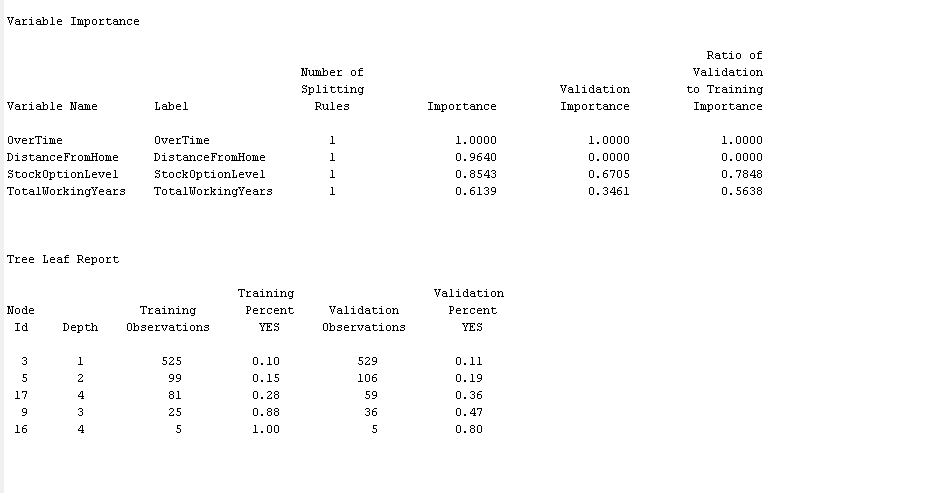 Variable Importance
Ratio of
Number of Validation
Splitting Validation to Training
Variable Name Label Rules Importance Importance Importance
OverTime OverTime 1 1.0000 1.0000 1.0000
DistanceFromHome DistanceFromHome 1 0.9640 0.0000 0.0000
StockOptionLevel StockOptionLevel 1 0.8543 0.6705 0.7848
TotalWorkingYears TotalWorkingYears 1 0.6139 0.3461 0.5638
Tree Leaf Report
Training Validation
Node Training Percent Validation Percent
Id Depth Observations YES Observations YES
3 1 525 0.10 529 0.11
5 2 99 0.15 106 0.19
17 4 81 0.28 59 0.36
9 3 25 0.88 36 0.47
16 4 5 1.00 5 0.80